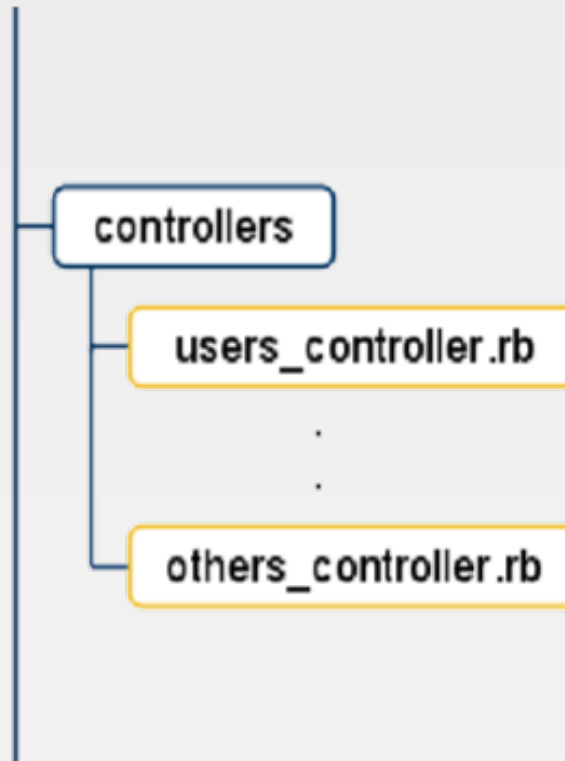 controllers
users_controller.rb
.
.
others_controller.rb